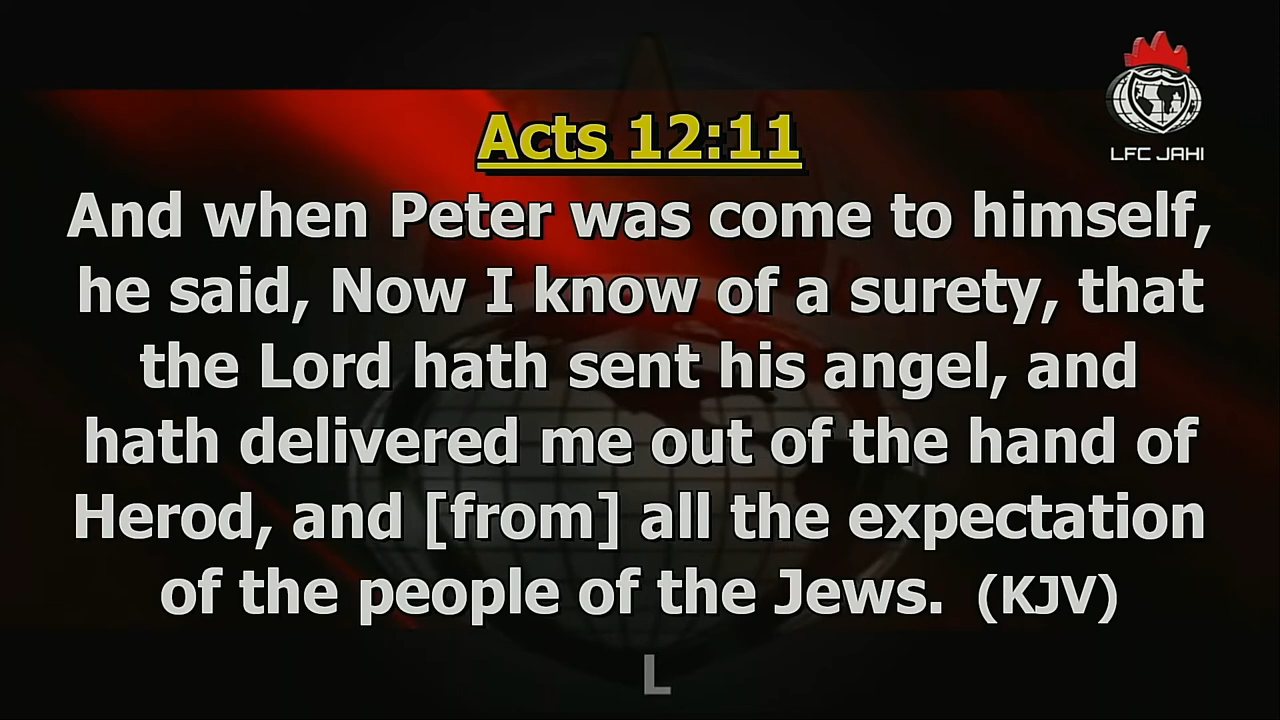 LFC JAHI
Acts 12:11
And when Peter was come to himself,
he said, Now I know of a surety, that
the Lord hath sent his angel, and
hath delivered me out of the hand of
Herod, and [from] all the expectation
of the people of the Jews. (KJV)
L